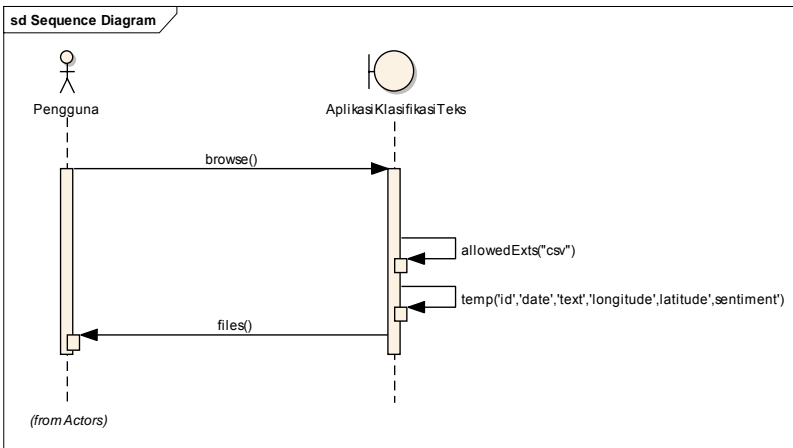 sd Sequence Diagram
Pengguna
AplikasiKlasifikasiTeks
browse()
allowedExts("csv")
temp('id','date','text','longitude',latitude',sentiment')
files()
(from Actors)